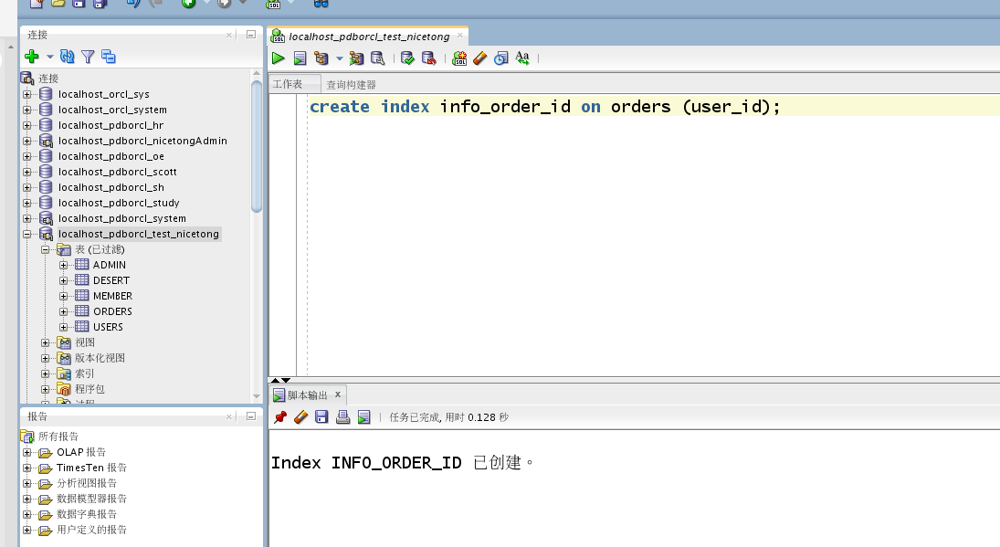 连接
连接
localhost_orcl_sys
localhost_orcl_system
localhost_pdborcl_hr
localhost_pdborcl_nicetongAdmin
localhost_pdborcl_oe
localhost_pdborcl_scott
localhost_pdborcl_sh
localhost_pdborcl_study
localhost_pdborcl_system
localhost_pdborcl_test_nicetong
表 (已过滤)
ADMIN
DESERT
MEMBER
ORDERS
USERS
视图
版本化视图
索引
程序包
过程
报告
所有报告
OLAP 报告
TimesTen 报告
分析视图报告
数据模型器报告
数据字典报告
用户定义的报告
localhost_pdborcl_test_nicetong
Aa
工作表 查询构建器
create index info_order_id on orders (user_id);
脚本输出
任务已完成, 用时 0.128 秒
Index INFO_ORDER_ID 已创建。